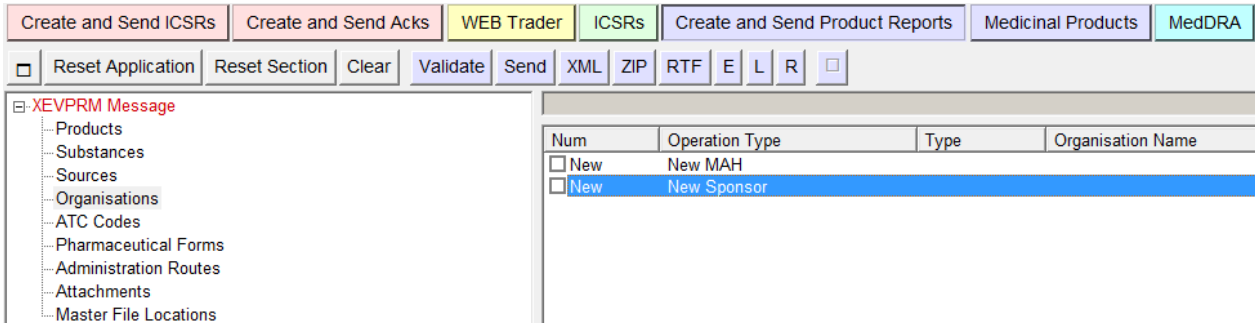 Create and Send ICSRs Create and Send Acks WEB Trader ICSRs Create and Send Product Reports Medicinal Products MedDRA
Reset Application Reset Section Clear Validate Send XML ZIP RTF E L R
XEVPRM Message
Products
Substances
Sources
Organisations
ATC Codes
Pharmaceutical Forms
Administration Routes
Attachments
Master File Locations
Num Operation Type Type Organisation Name
New New MAH
New New Sponsor